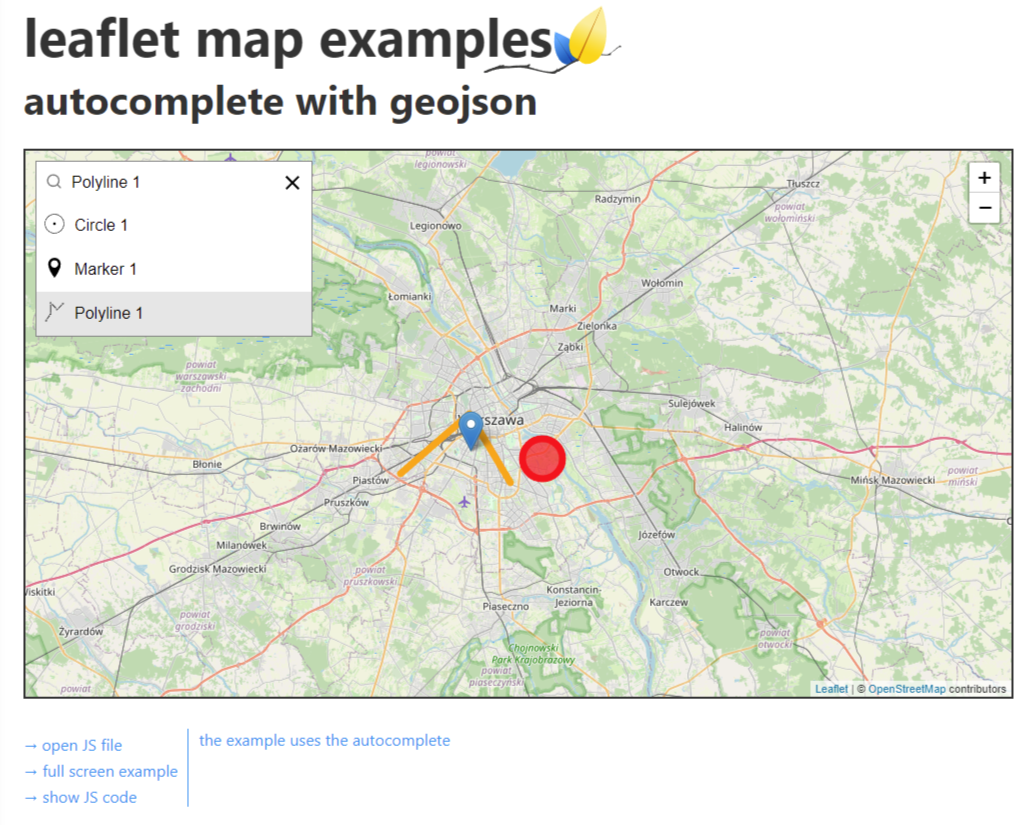 leaflet map examples
autocomplete with geojson
Polyline 1
Circle 1
Marker 1
Polyline 1
+
−
powiat
legionowski
Tłuszcz
Radzymin
powiat
wołomiński
Legionowo
Wołomin
Łomianki
Marki
Zielonka
Ząbki
powiat
warszawski
zachodni
Sulejówek
Halinów
Ożarów Mazowiecki
Błonie
Piastów
Mińsk Mazowiecki
powiat
miński
Pruszków
Brwinów
Józefów
Milanówek
Grodzisk Mazowiecki
powiat
pruszkowski
Otwock
Konstancin-
Jeziorna
Karczew
Piaseczno
powiat
grodziski
Żyrardów
powiat
otwocki
Chojnowski
Park Krajobrazowy
powiat
piaseczyński
powiat
Leaflet | © OpenStreetMap contributors
→ open JS file
→ full screen example
→ show JS code
the example uses the autocomplete